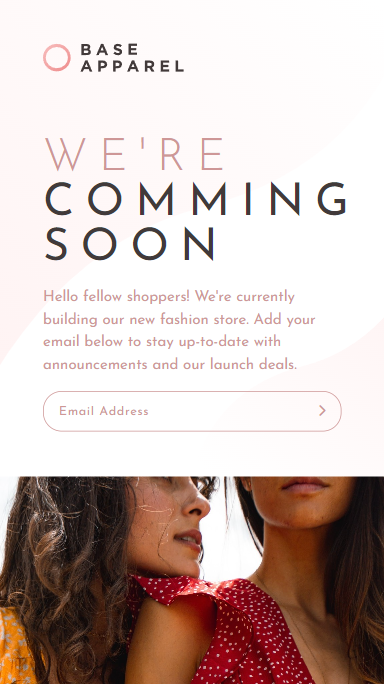 BASE
APPAREL
WE'RE
COMMING
SOON
Hello fellow shoppers! We're currently
building our new fashion store. Add your
email below to stay up-to-date with
announcements and our launch deals.
Email Address